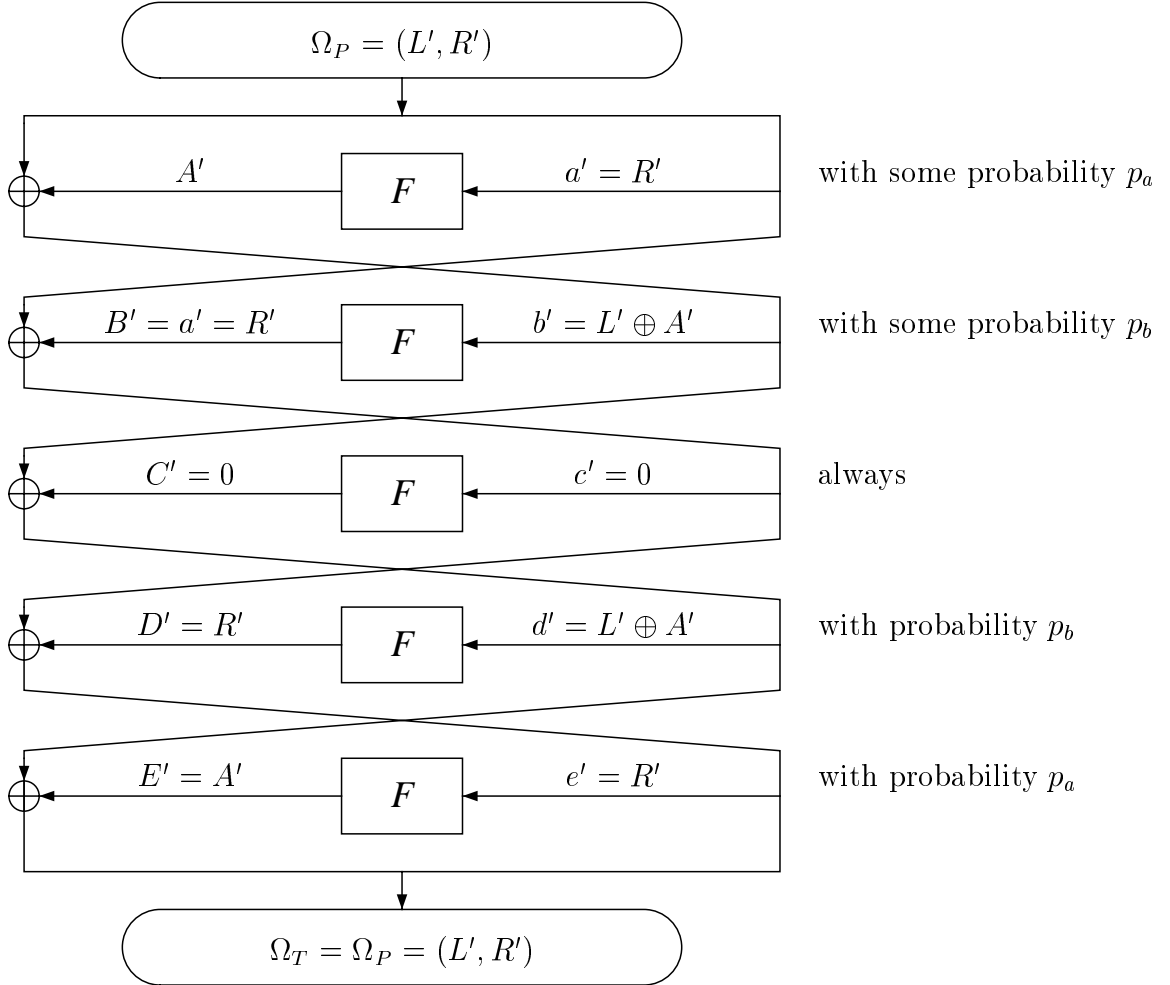 Ω_P = (L′, R′)
A′ F a′ = R′ with some probability p_a
B′ = a′ = R′ F b′ = L′ ⊕ A′ with some probability p_b
C′ = 0 F c′ = 0 always
D′ = R′ F d′ = L′ ⊕ A′ with probability p_b
E′ = A′ F e′ = R′ with probability p_a
Ω_T = Ω_P = (L′, R′)